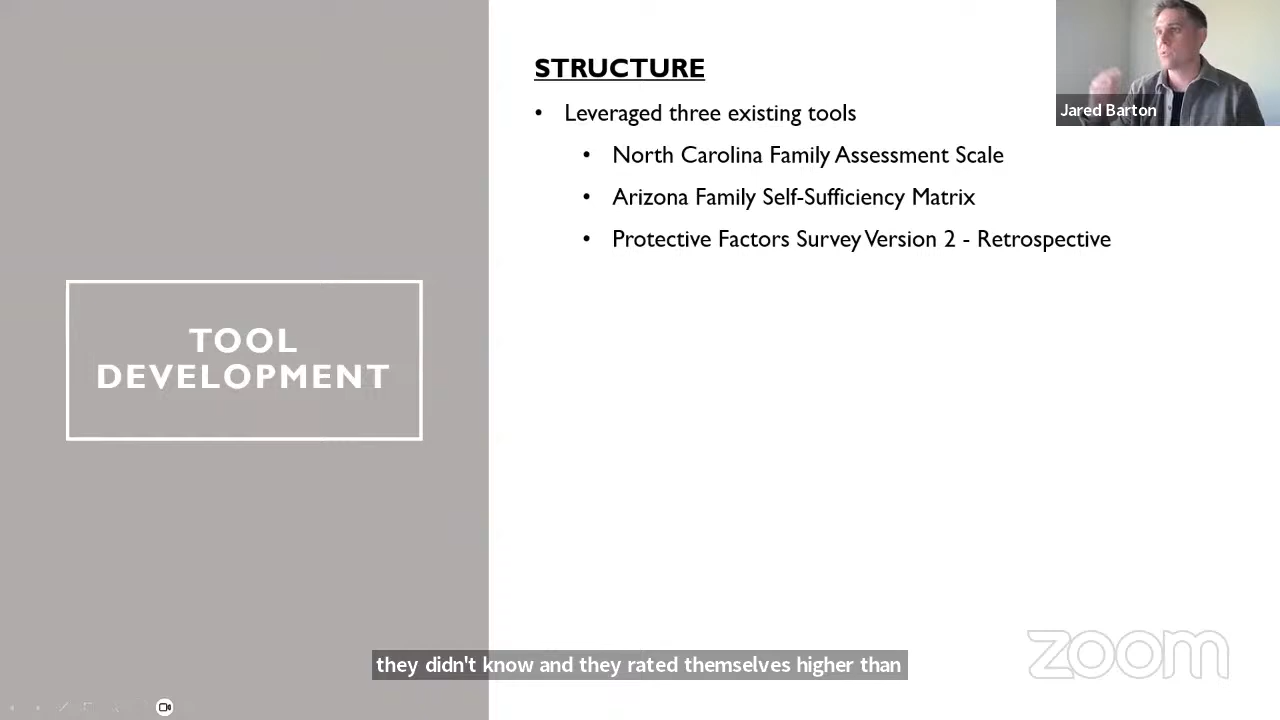 STRUCTURE
• Leveraged three existing tools
• North Carolina Family Assessment Scale
• Arizona Family Self-Sufficiency Matrix
• Protective Factors Survey Version 2 - Retrospective
TOOL
DEVELOPMENT
Jared Barton
they didn't know and they rated themselves higher than
zoom